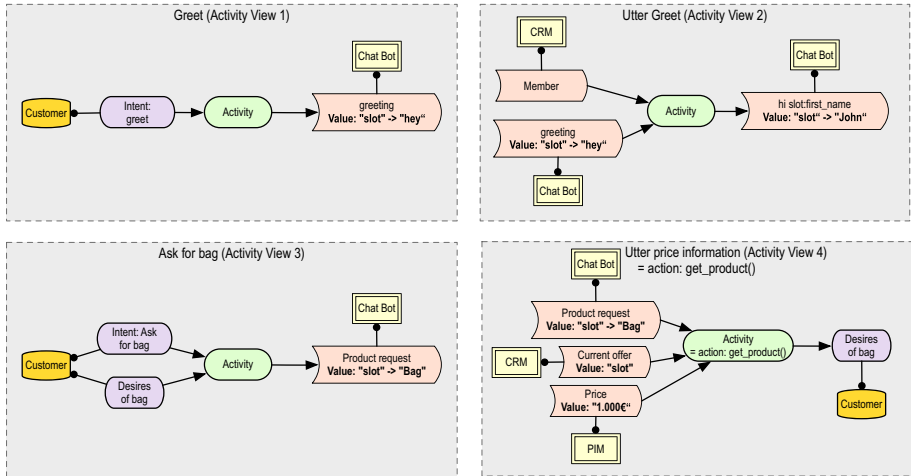 Greet (Activity View 1)
Chat Bot
Customer
Intent:
greet
Activity
greeting
Value: "slot" -> "hey“
Utter Greet (Activity View 2)
CRM
Member
Chat Bot
Activity
hi slot:first_name
Value: "slot“ -> "John“
greeting
Value: "slot" -> "hey“
Chat Bot
Ask for bag (Activity View 3)
Chat Bot
Intent: Ask
for bag
Customer
Activity
Product request
Value: "slot" -> "Bag"
Desires
of bag
Utter price information (Activity View 4)
= action: get_product()
Chat Bot
Product request
Value: "slot" -> "Bag"
CRM
Current offer
Value: "slot"
Activity
= action: get_product()
Desires
of bag
Price
Value: "1.000€“
Customer
PIM